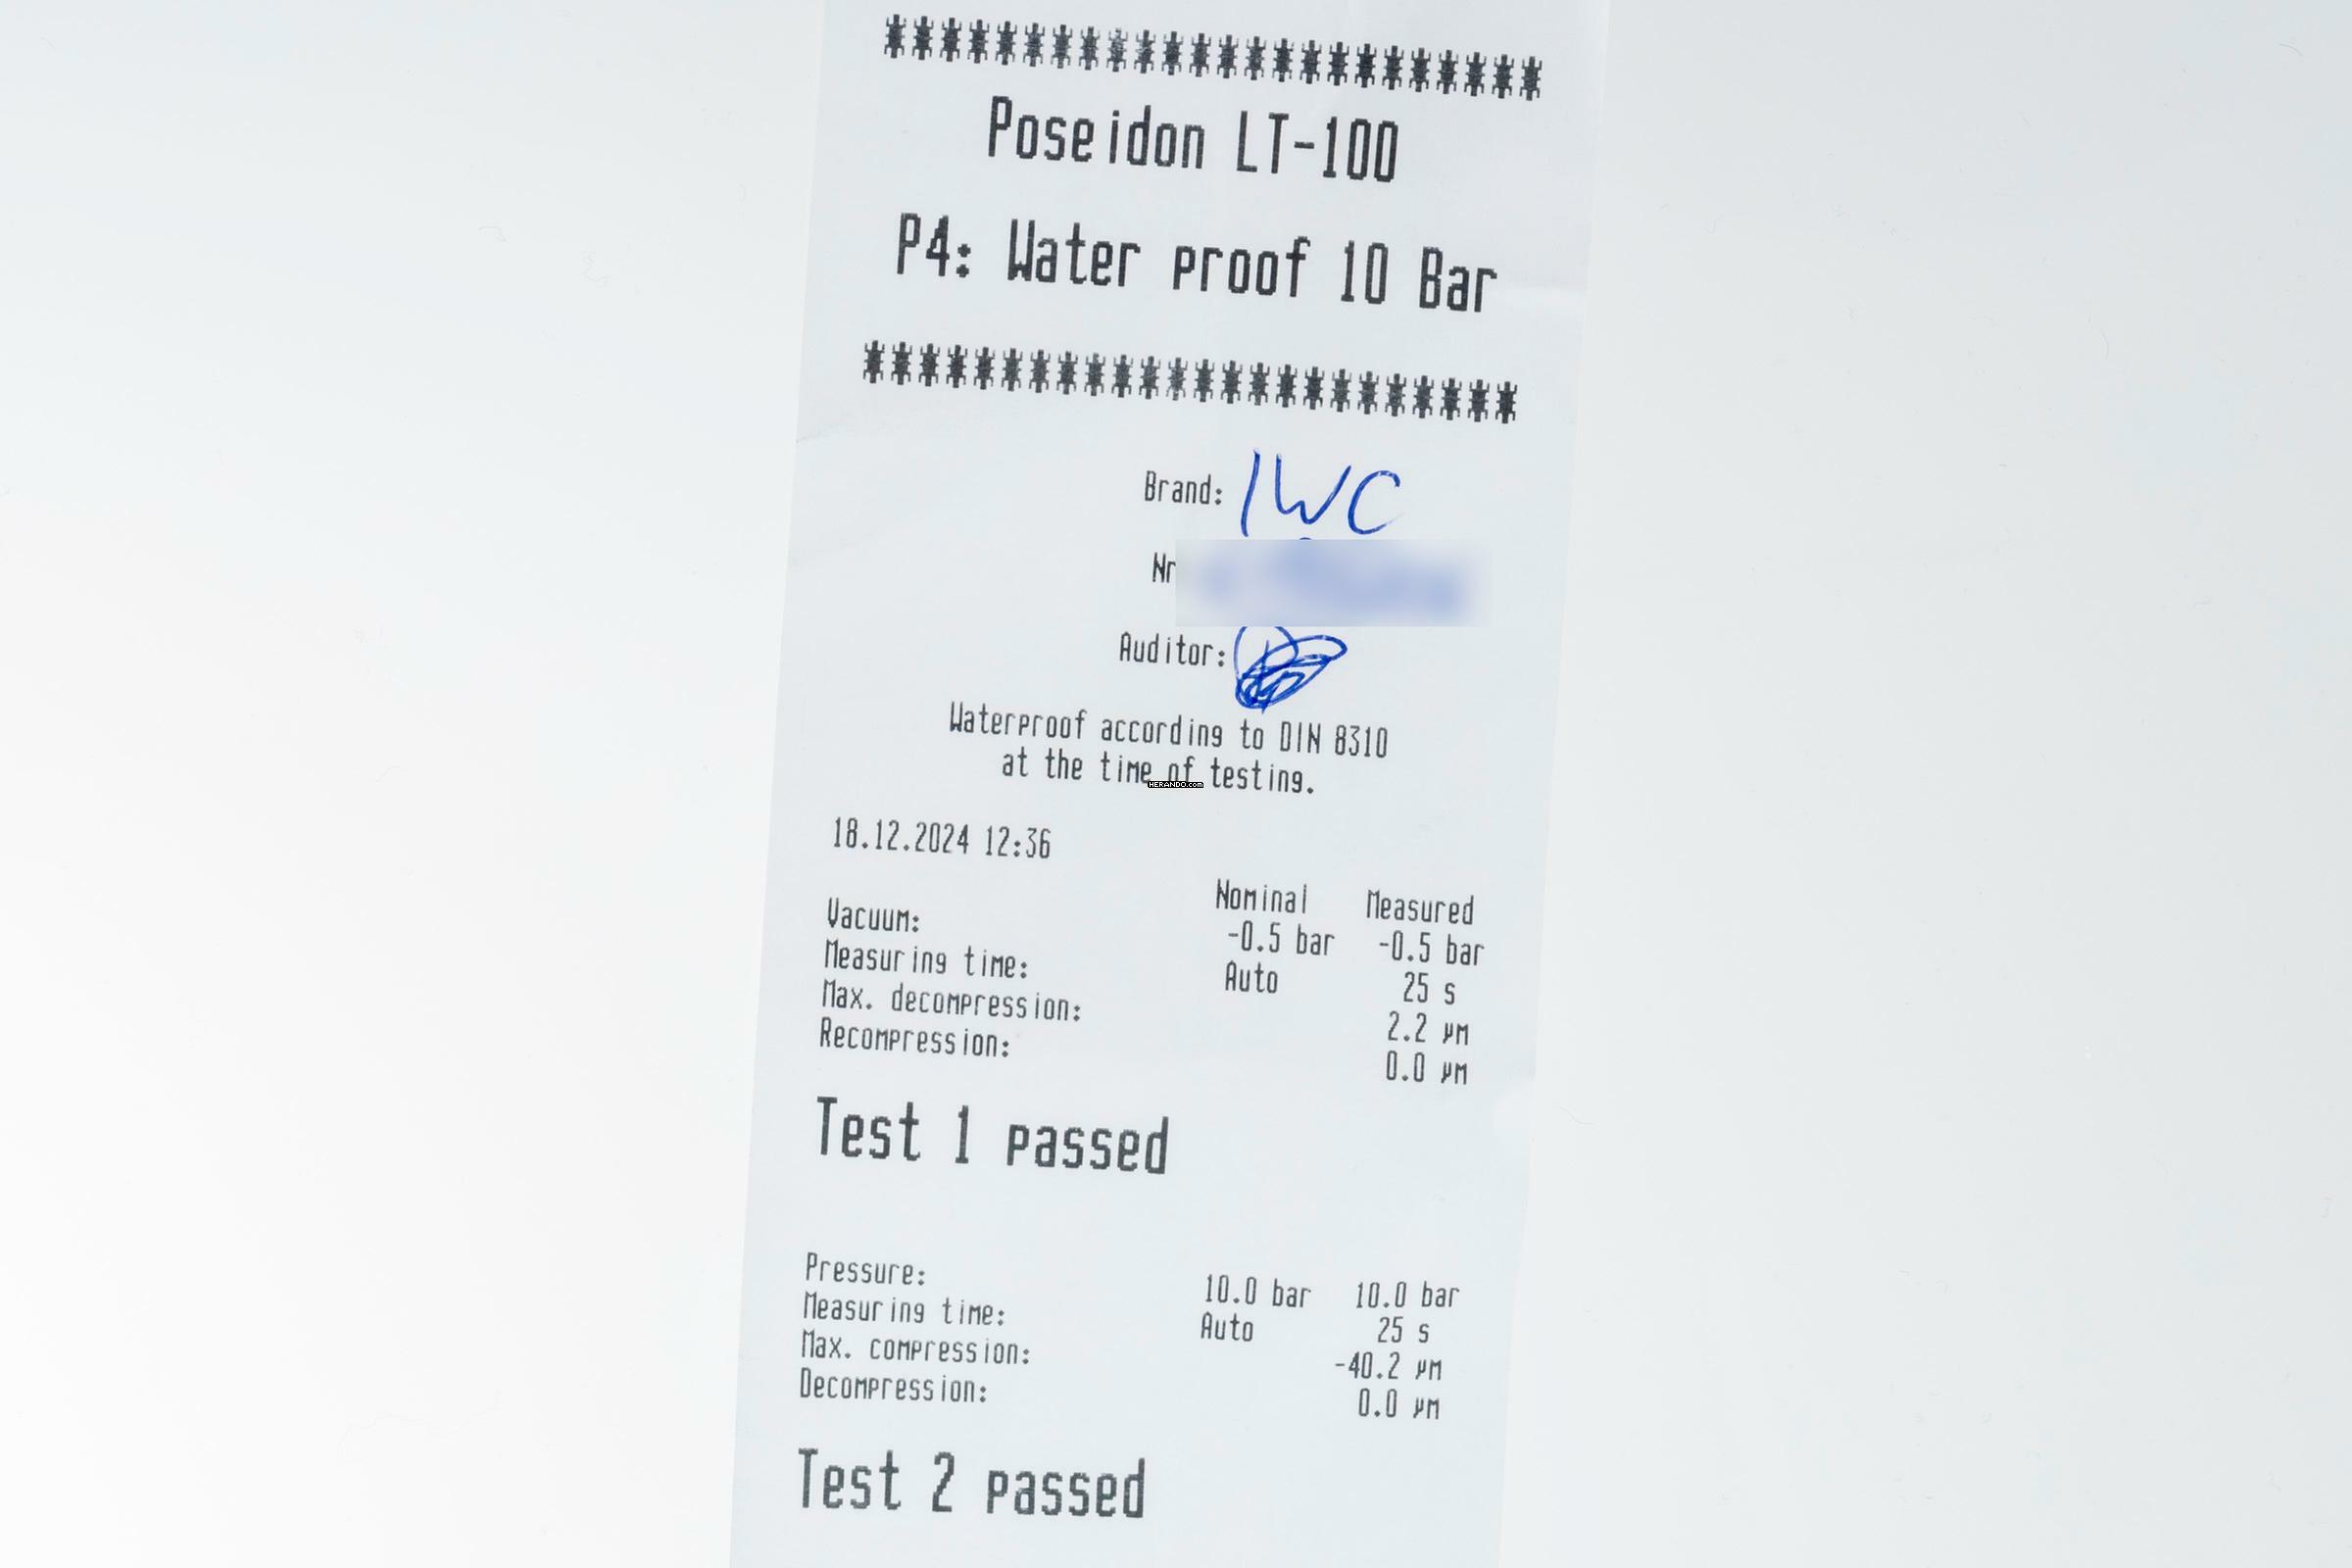 ************************
Poseidon LT-100
P4: Water proof 10 Bar
************************
Brand: IWC
Nr
Auditor:
Waterproof according to DIN 8310
at the time of testing.
HERANDO.com
18.12.2024 12:36
Nominal Measured
Vacuum: -0.5 bar -0.5 bar
Measuring time: Auto 25 s
Max. decompression: 2.2 µm
Recompression: 0.0 µm
Test 1 passed
Pressure: 10.0 bar 10.0 bar
Measuring time: Auto 25 s
Max. compression: -40.2 µm
Decompression: 0.0 µm
Test 2 passed